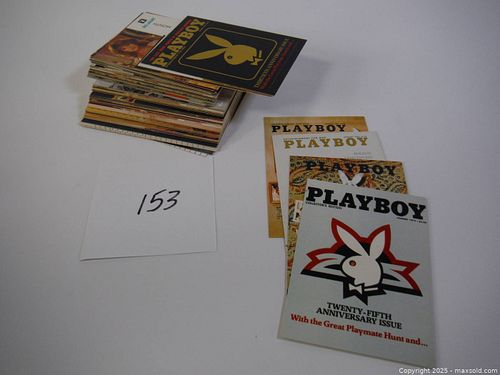 PLAYBOY
153
PLAYBOY
PLAYBOY
PLAYBOY
PLAYBOY
TWENTY-FIFTH
ANNIVERSARY ISSUE
With the Great Playmate Hunt and...
Copyright 2025 - maxsold.com